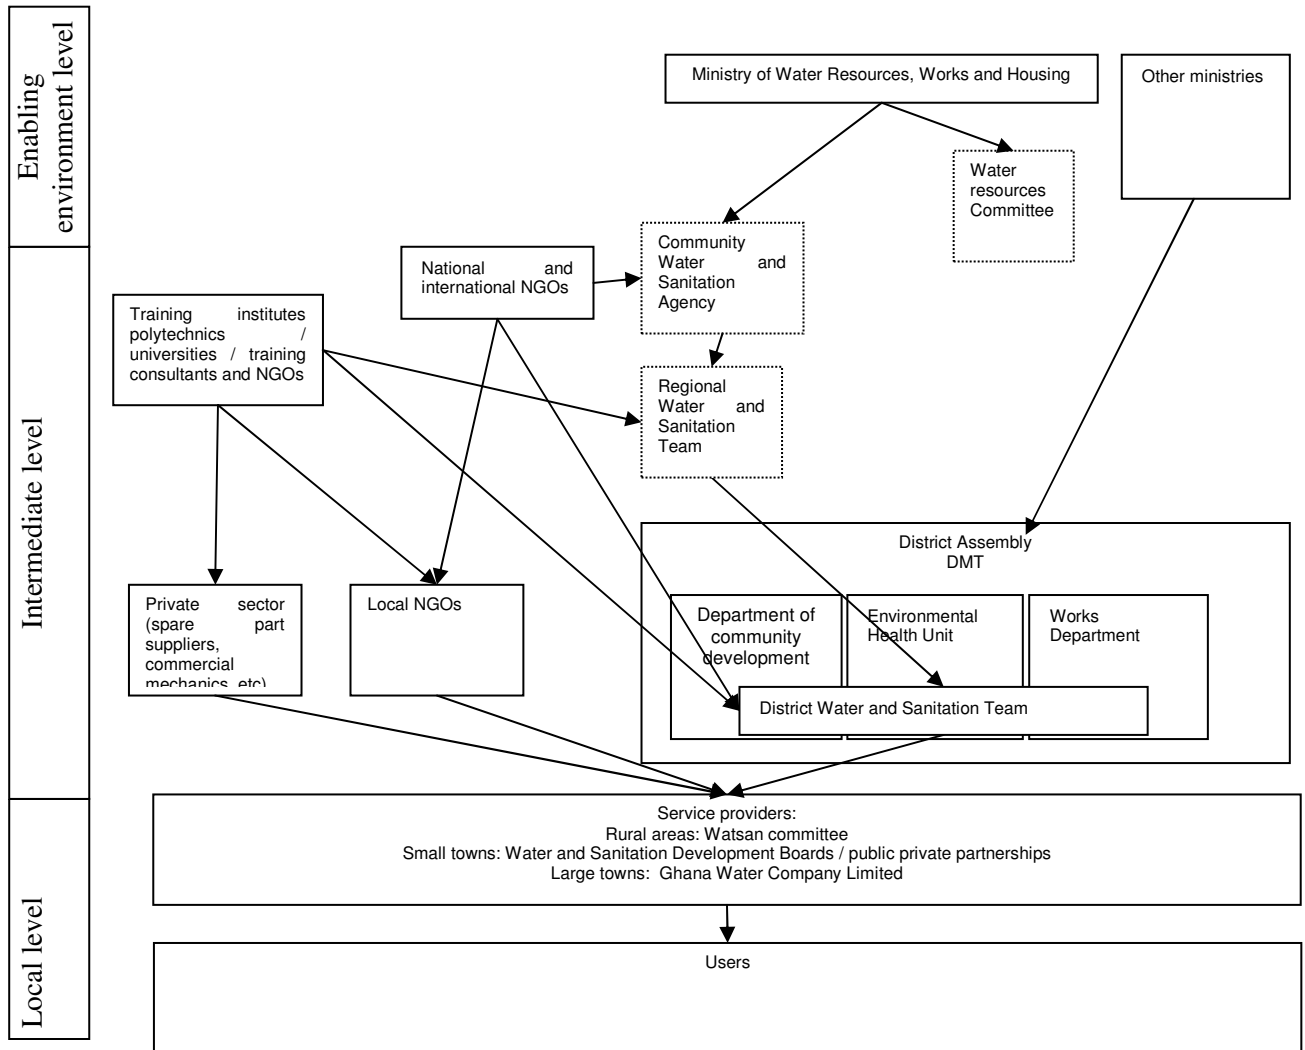 Enabling
environment level
Ministry of Water Resources, Works and Housing
Other ministries
Water
resources
Committee
Community
Water and
Sanitation
Agency
National and
international NGOs
Intermediate level
Training institutes
polytechnics /
universities / training
consultants and NGOs
Regional
Water and
Sanitation
Team
District Assembly
DMT
Private sector
(spare part
suppliers,
commercial
mechanics, etc)
Local NGOs
Department of
community
development
Environmental
Health Unit
Works
Department
District Water and Sanitation Team
Local level
Service providers:
Rural areas: Watsan committee
Small towns: Water and Sanitation Development Boards / public private partnerships
Large towns: Ghana Water Company Limited
Users